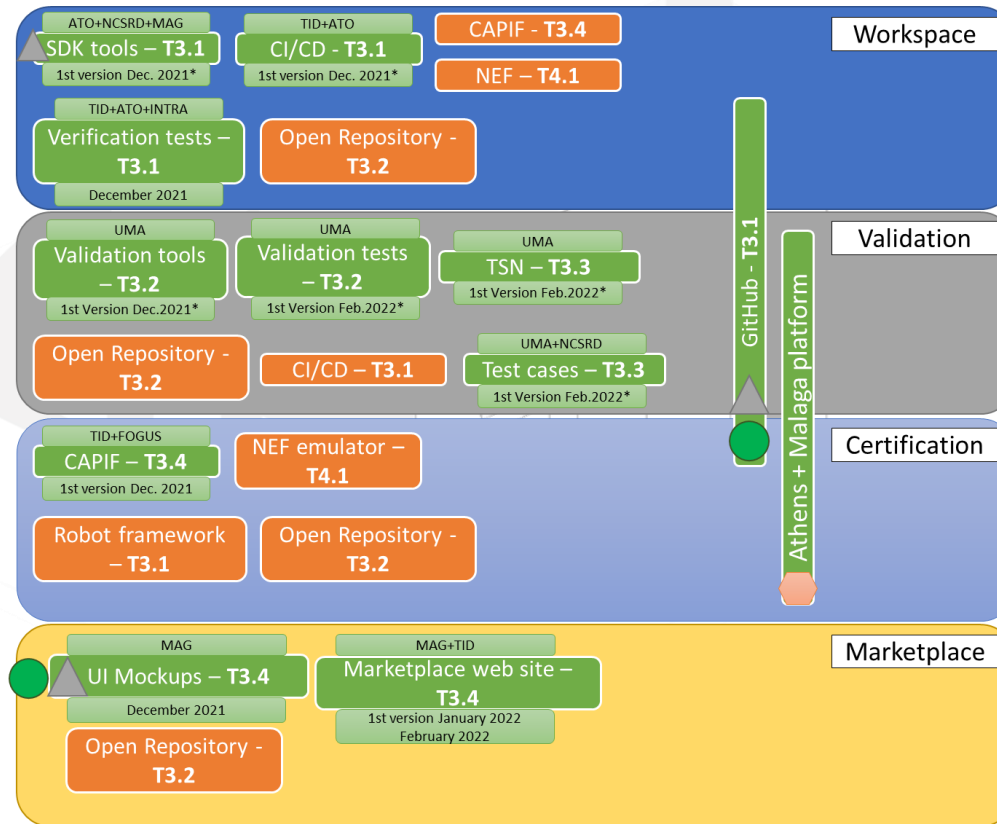 Workspace
ATO+NCSRD+MAG
SDK tools – T3.1
1st version Dec. 2021*
TID+ATO
CI/CD - T3.1
1st version Dec. 2021*
CAPIF - T3.4
NEF – T4.1
TID+ATO+INTRA
Verification tests –
T3.1
December 2021
Open Repository -
T3.2
GitHub - T3.1
Validation
UMA
Validation tools
– T3.2
1st Version Dec.2021*
UMA
Validation tests
– T3.2
1st Version Feb.2022*
UMA
TSN – T3.3
1st Version Feb.2022*
Open Repository -
T3.2
CI/CD – T3.1
UMA+NCSRD
Test cases – T3.3
1st Version Feb.2022*
Athens + Malaga platform
Certification
TID+FOGUS
CAPIF – T3.4
1st version Dec. 2021
NEF emulator –
T4.1
Robot framework
– T3.1
Open Repository -
T3.2
Marketplace
MAG
UI Mockups – T3.4
December 2021
MAG+TID
Marketplace web site –
T3.4
1st version January 2022
February 2022
Open Repository -
T3.2